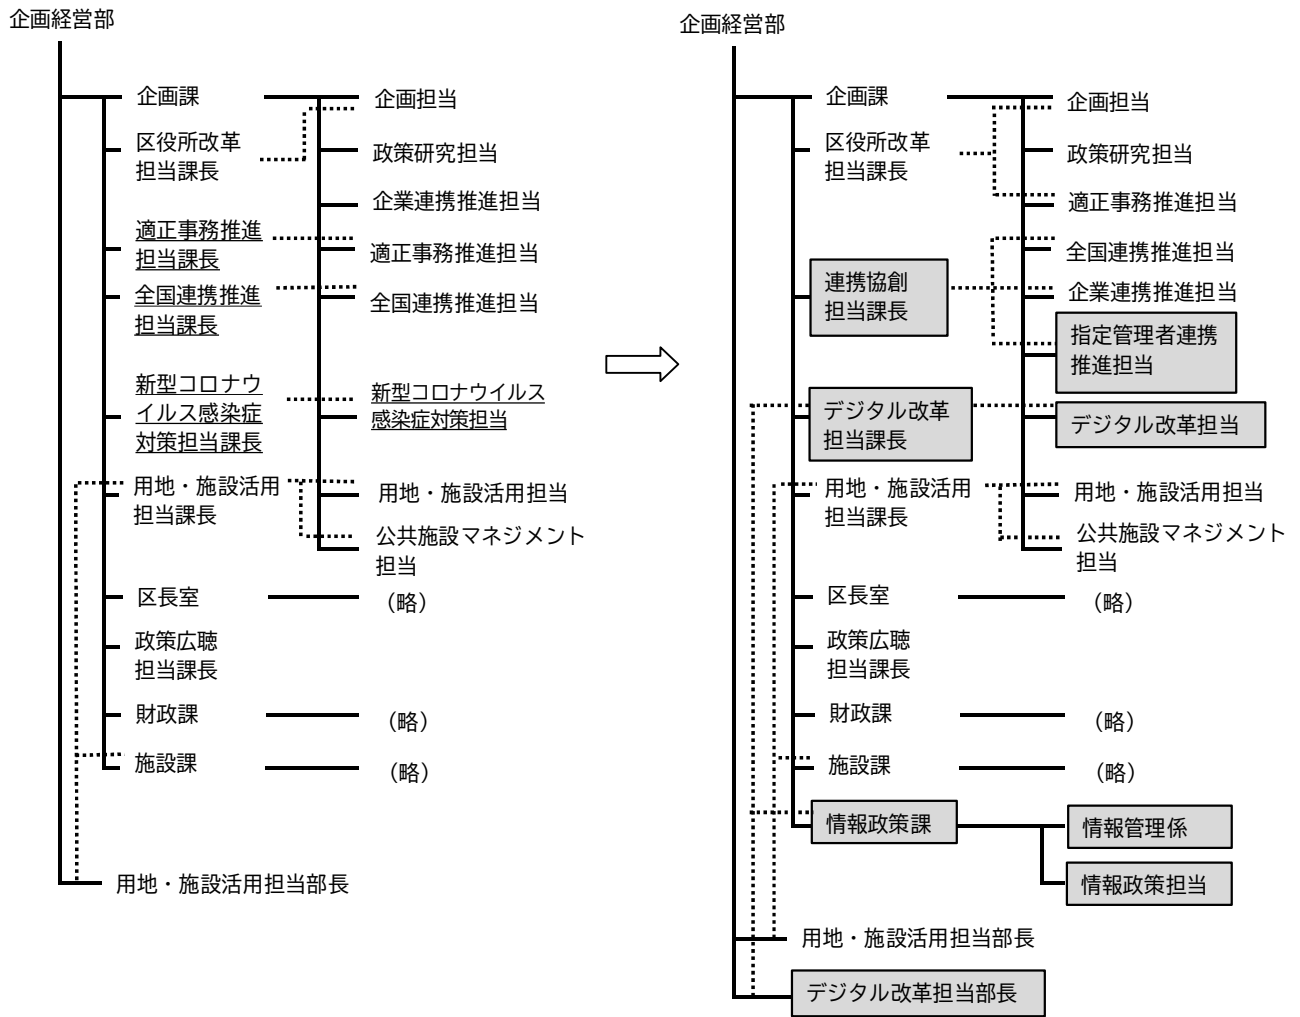 企画経営部
企画課
企画担当
区役所改革
担当課長
政策研究担当
企業連携推進担当
適正事務推進
担当課長
適正事務推進担当
全国連携推進
担当課長
全国連携推進担当
新型コロナウ
イルス感染症
対策担当課長
新型コロナウイルス
感染症対策担当
用地・施設活用
担当課長
用地・施設活用担当
公共施設マネジメント
担当
区長室
（略）
政策広聴
担当課長
財政課
（略）
施設課
（略）
用地・施設活用担当部長
企画経営部
企画課
企画担当
区役所改革
担当課長
政策研究担当
適正事務推進担当
全国連携推進担当
連携協創
担当課長
企業連携推進担当
指定管理者連携
推進担当
デジタル改革
担当課長
デジタル改革担当
用地・施設活用
担当課長
用地・施設活用担当
公共施設マネジメント
担当
区長室
（略）
政策広聴
担当課長
財政課
（略）
施設課
（略）
情報政策課
情報管理係
情報政策担当
用地・施設活用担当部長
デジタル改革担当部長